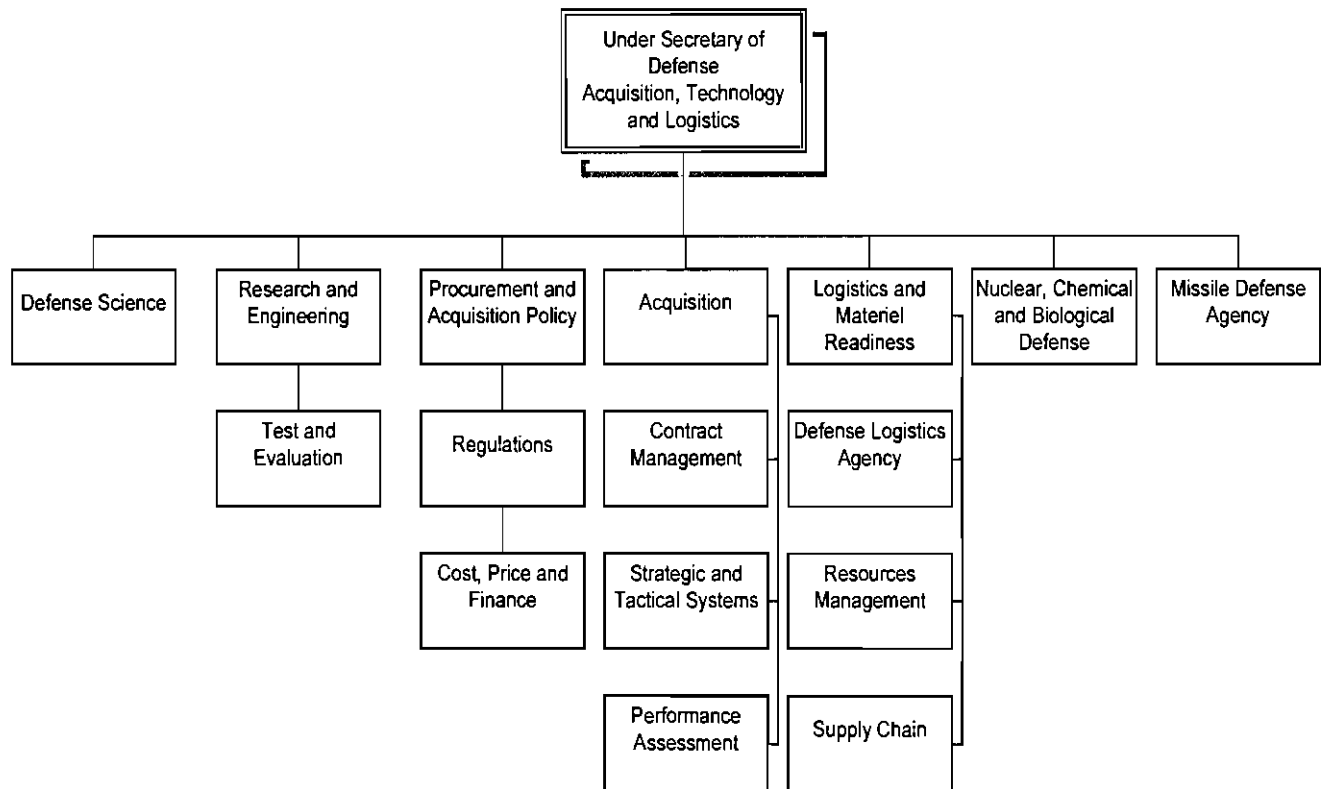 Under Secretary of
Defense
Acquisition, Technology
and Logistics
Defense Science
Research and
Engineering
Procurement and
Acquisition Policy
Acquisition
Logistics and
Materiel
Readiness
Nuclear, Chemical
and Biological
Defense
Missile Defense
Agency
Test and
Evaluation
Regulations
Contract
Management
Defense Logistics
Agency
Cost, Price and
Finance
Strategic and
Tactical Systems
Resources
Management
Performance
Assessment
Supply Chain